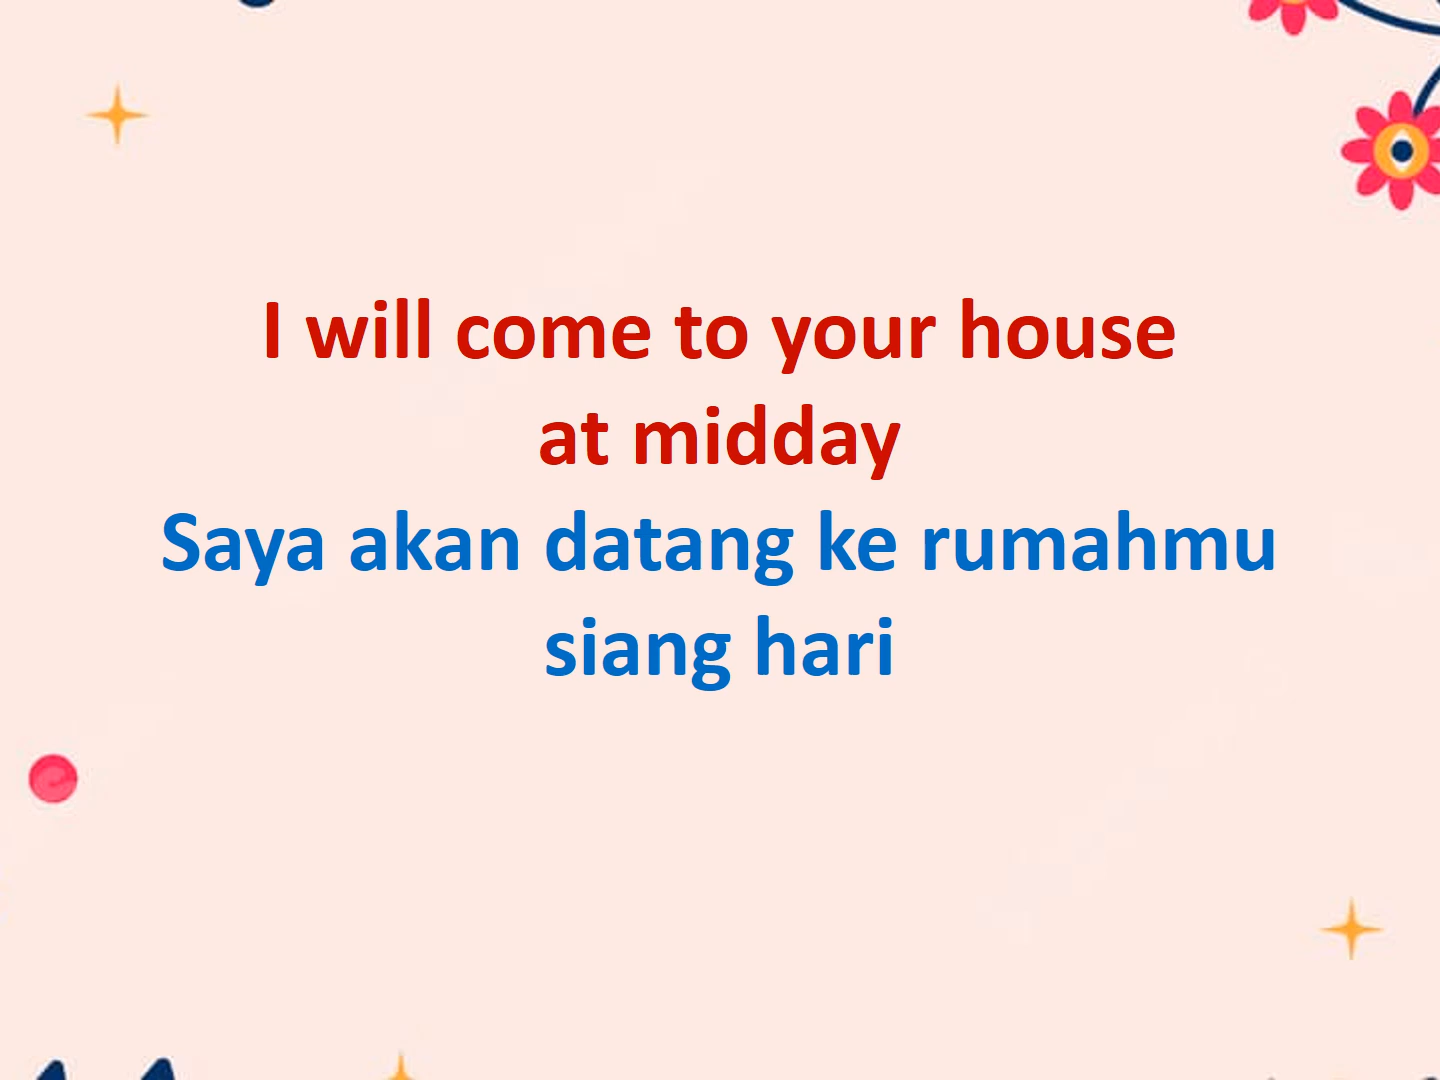 I will come to your house
at midday
Saya akan datang ke rumahmu
siang hari